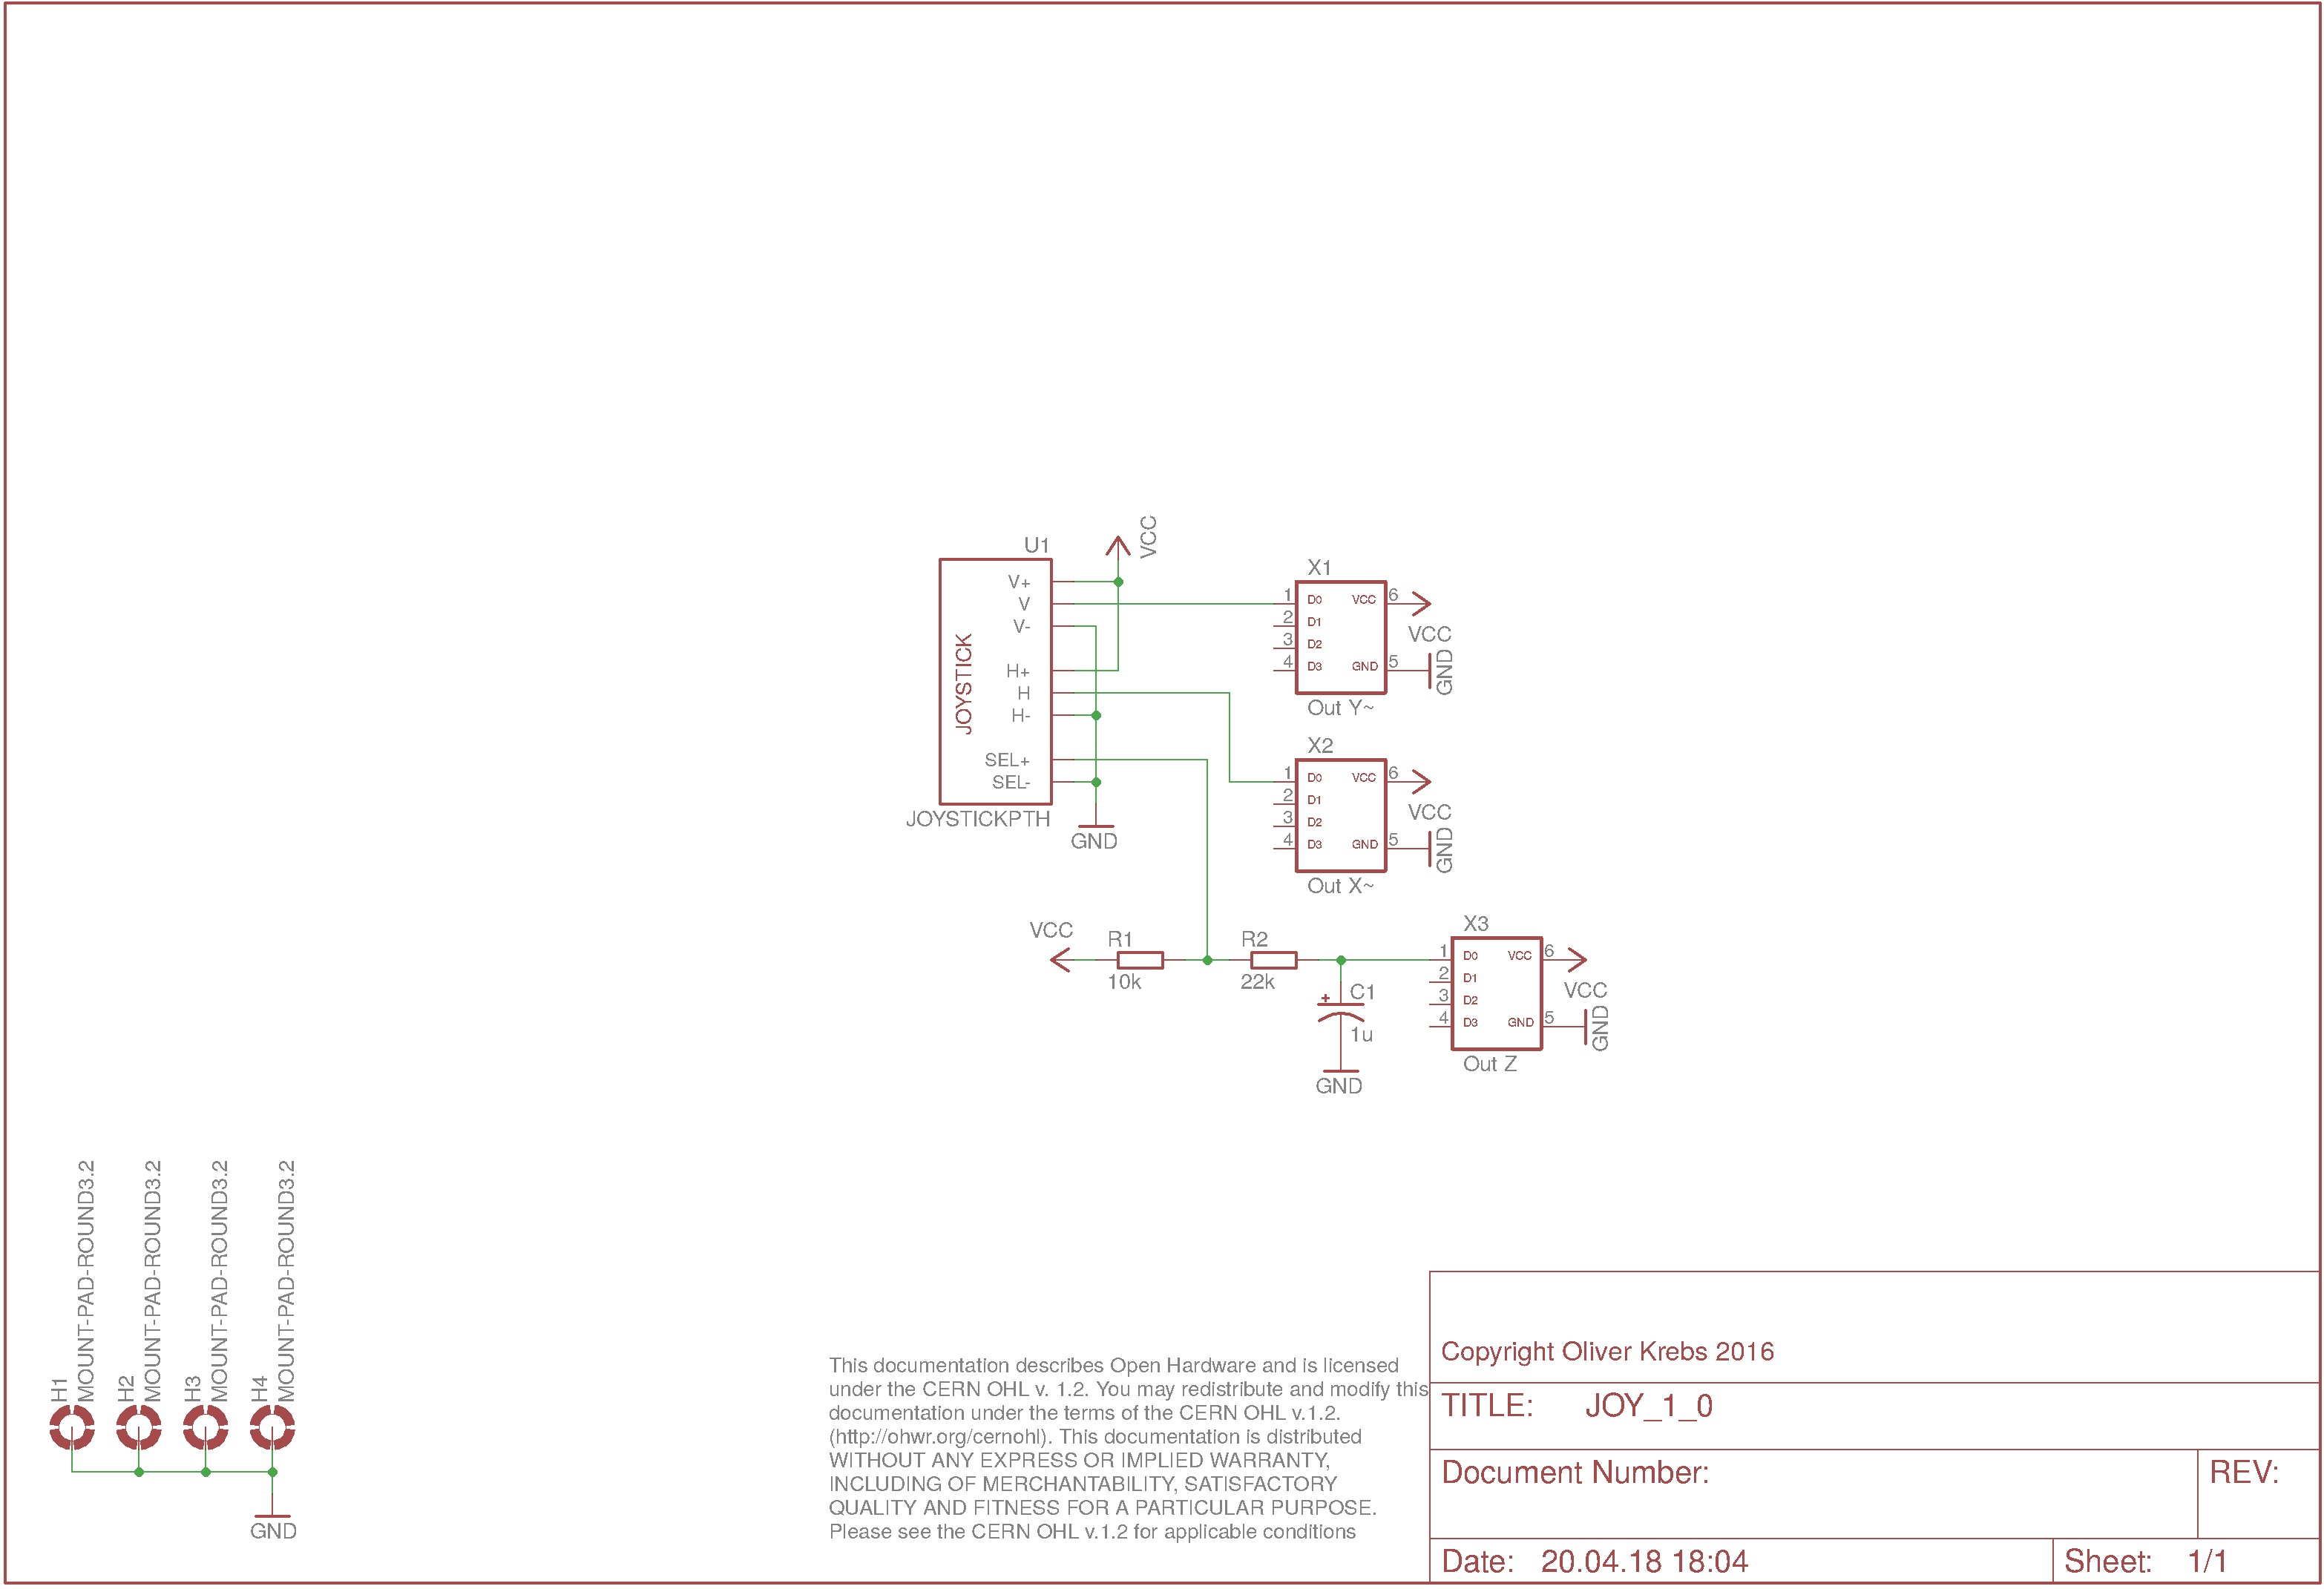 VCC
U1
JOYSTICK
V+
V
V-
H+
H
H-
SEL+
SEL-
JOYSTICKPTH
GND
X1
1 D0 VCC 6
2 D1
3 D2
4 D3 GND 5
VCC
GND
Out Y~
X2
1 D0 VCC 6
2 D1
3 D2
4 D3 GND 5
VCC
GND
Out X~
VCC
R1
10k
R2
22k
+ C1
1u
GND
X3
1 D0 VCC 6
2 D1
3 D2
4 D3 GND 5
VCC
GND
Out Z
H1
MOUNT-PAD-ROUND3.2
H2
MOUNT-PAD-ROUND3.2
H3
MOUNT-PAD-ROUND3.2
H4
MOUNT-PAD-ROUND3.2
GND
This documentation describes Open Hardware and is licensed
under the CERN OHL v. 1.2. You may redistribute and modify this
documentation under the terms of the CERN OHL v.1.2.
(http://ohwr.org/cernohl). This documentation is distributed
WITHOUT ANY EXPRESS OR IMPLIED WARRANTY,
INCLUDING OF MERCHANTABILITY, SATISFACTORY
QUALITY AND FITNESS FOR A PARTICULAR PURPOSE.
Please see the CERN OHL v.1.2 for applicable conditions
Copyright Oliver Krebs 2016
TITLE: JOY_1_0
Document Number:
REV:
Date: 20.04.18 18:04
Sheet: 1/1